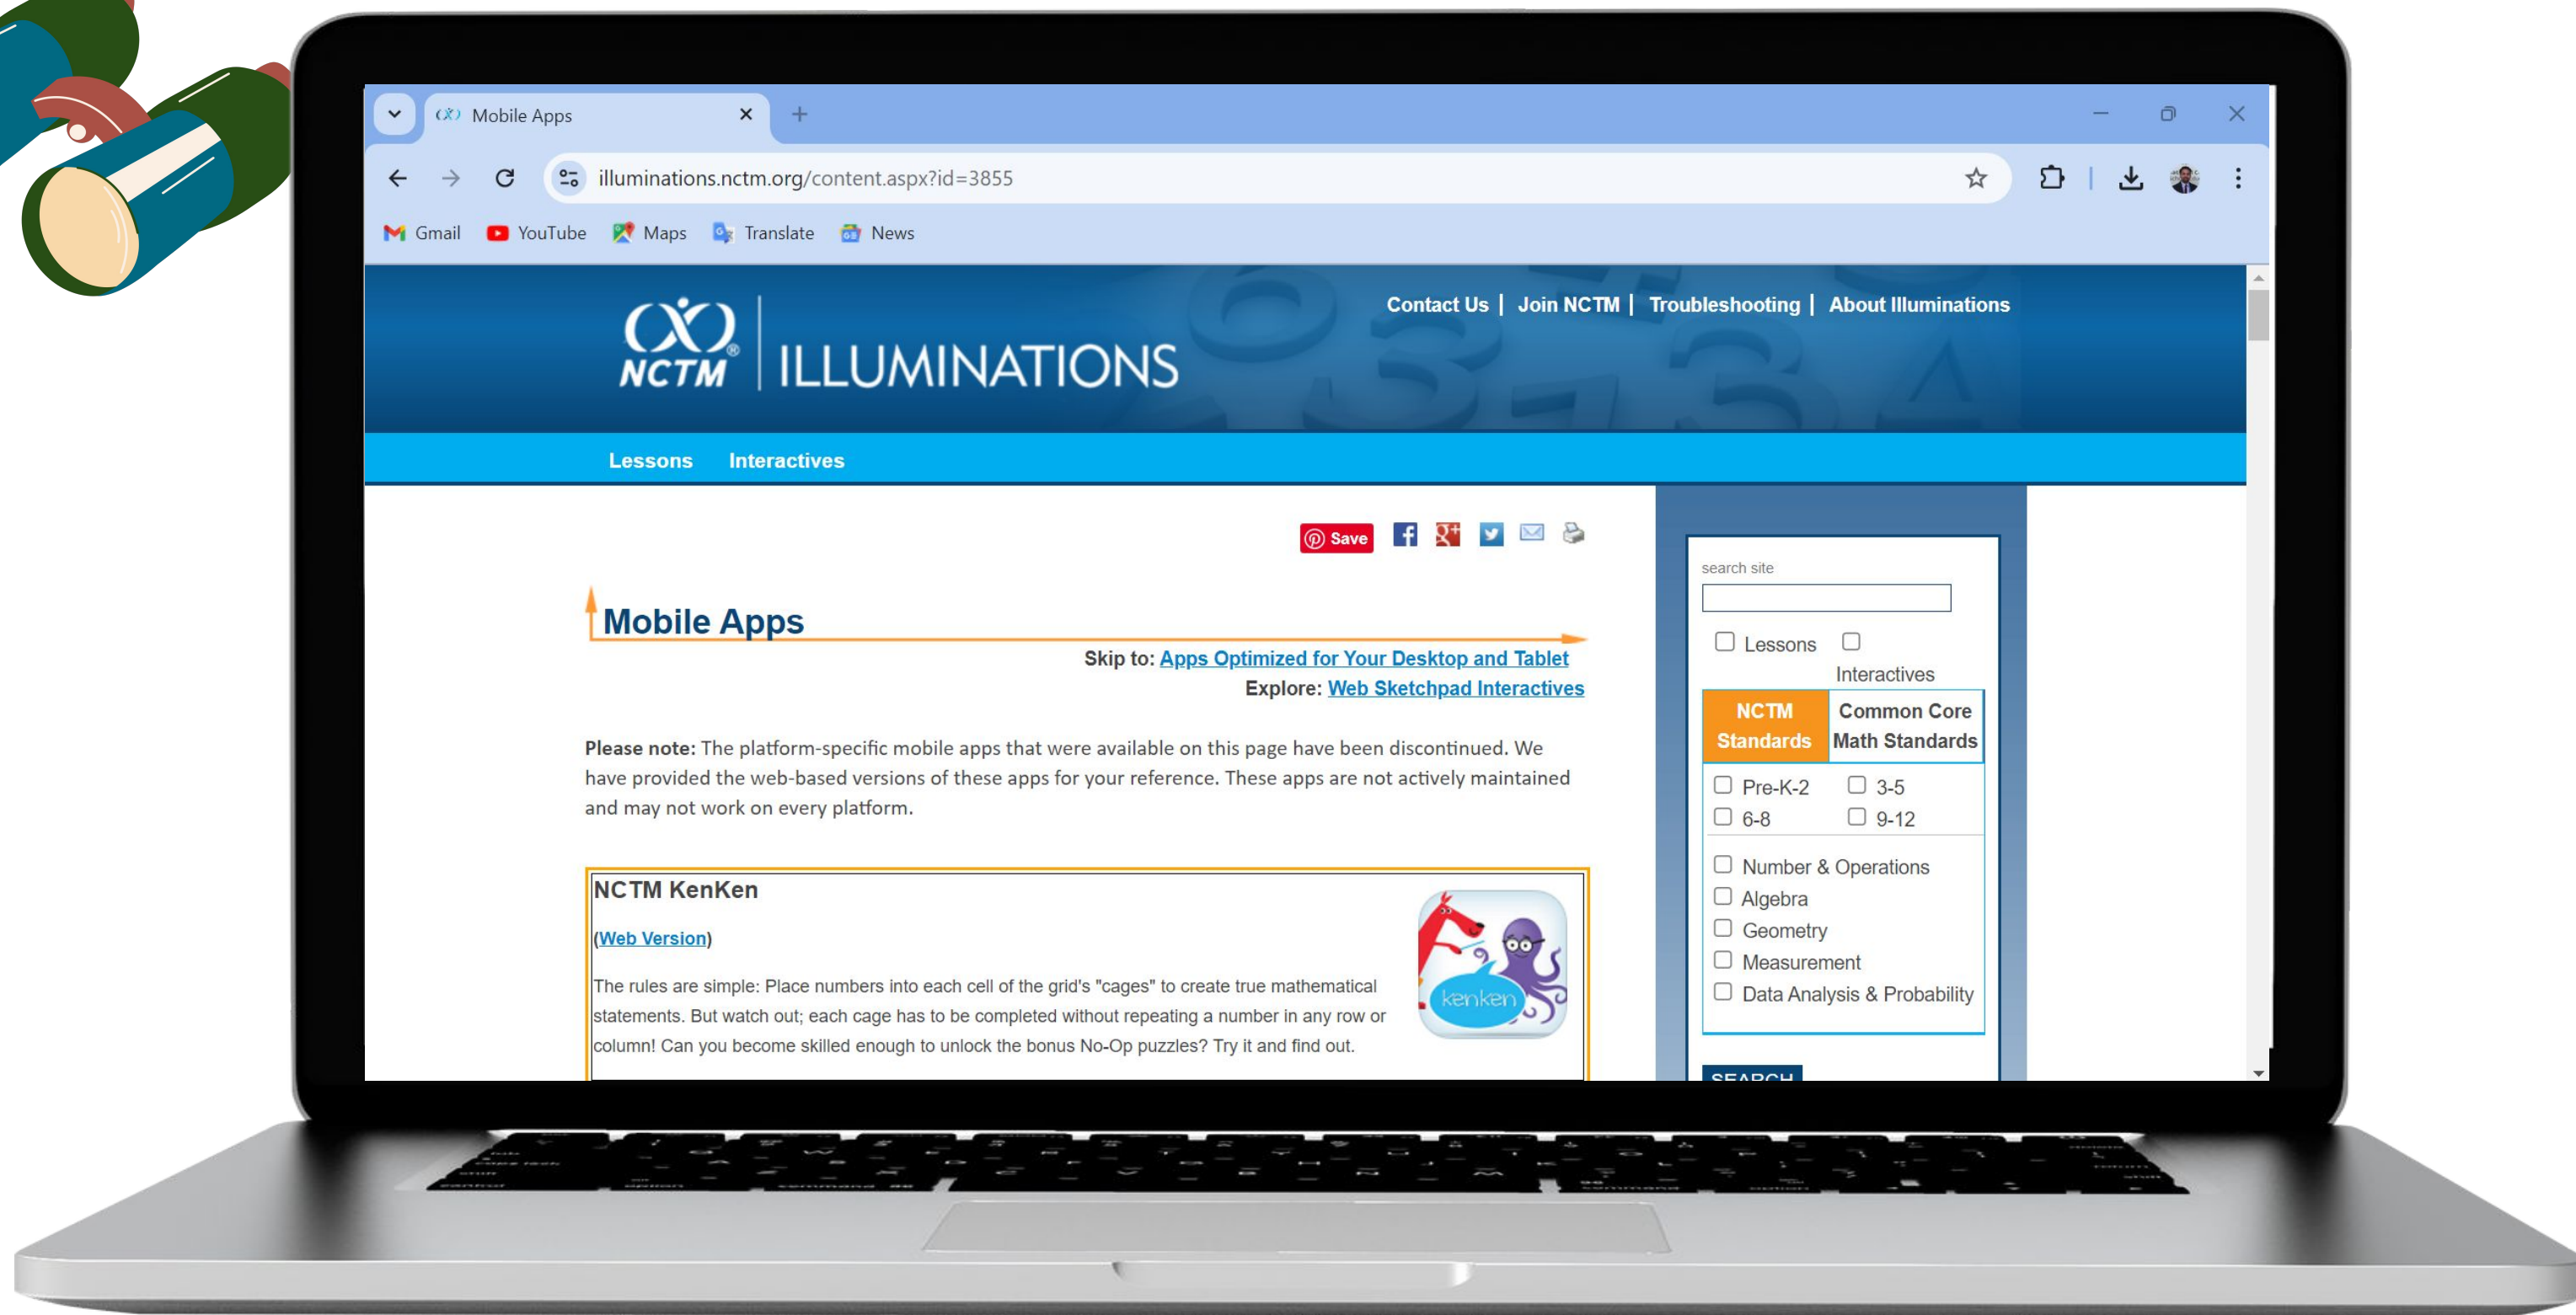 Mobile Apps
illuminations.nctm.org/content.aspx?id=3855
Gmail YouTube Maps Translate News
Contact Us | Join NCTM | Troubleshooting | About Illuminations
NCTM® ILLUMINATIONS
Lessons Interactives
Save
Mobile Apps
Skip to: Apps Optimized for Your Desktop and Tablet
Explore: Web Sketchpad Interactives
Please note: The platform-specific mobile apps that were available on this page have been discontinued. We
have provided the web-based versions of these apps for your reference. These apps are not actively maintained
and may not work on every platform.
NCTM KenKen
(Web Version)
The rules are simple: Place numbers into each cell of the grid's "cages" to create true mathematical
statements. But watch out; each cage has to be completed without repeating a number in any row or
column! Can you become skilled enough to unlock the bonus No-Op puzzles? Try it and find out.
kenken
search site
Lessons
Interactives
NCTM
Standards
Common Core
Math Standards
Pre-K-2 3-5
6-8 9-12
Number & Operations
Algebra
Geometry
Measurement
Data Analysis & Probability
SEARCH